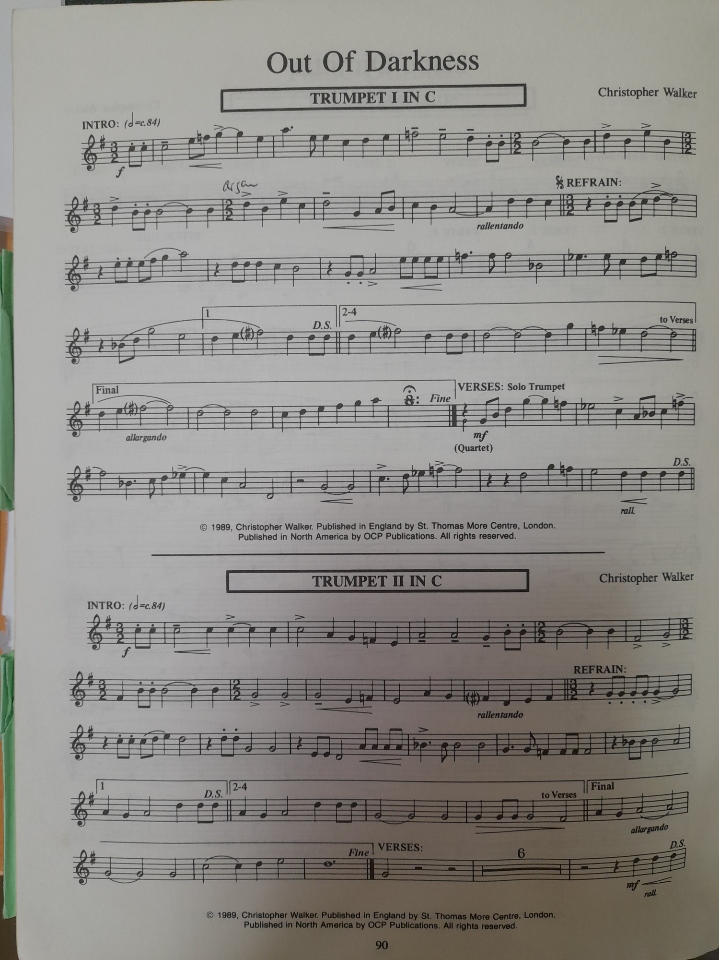 Out Of Darkness
TRUMPET I IN C
Christopher Walker
INTRO: (𝅗𝅥=c.84)
f
Organ
REFRAIN:
rallentando
1
D.S.
2-4
to Verses
Final
allargando
Fine
VERSES: Solo Trumpet
mf
(Quartet)
D.S.
rall.
© 1989, Christopher Walker. Published in England by St. Thomas More Centre, London.
Published in North America by OCP Publications. All rights reserved.
TRUMPET II IN C
Christopher Walker
INTRO: (𝅗𝅥=c.84)
f
REFRAIN:
rallentando
1
D.S.
2-4
to Verses
Final
allargando
Fine
VERSES:
6
D.S.
mf
rall.
© 1989, Christopher Walker. Published in England by St. Thomas More Centre, London.
Published in North America by OCP Publications. All rights reserved.
90